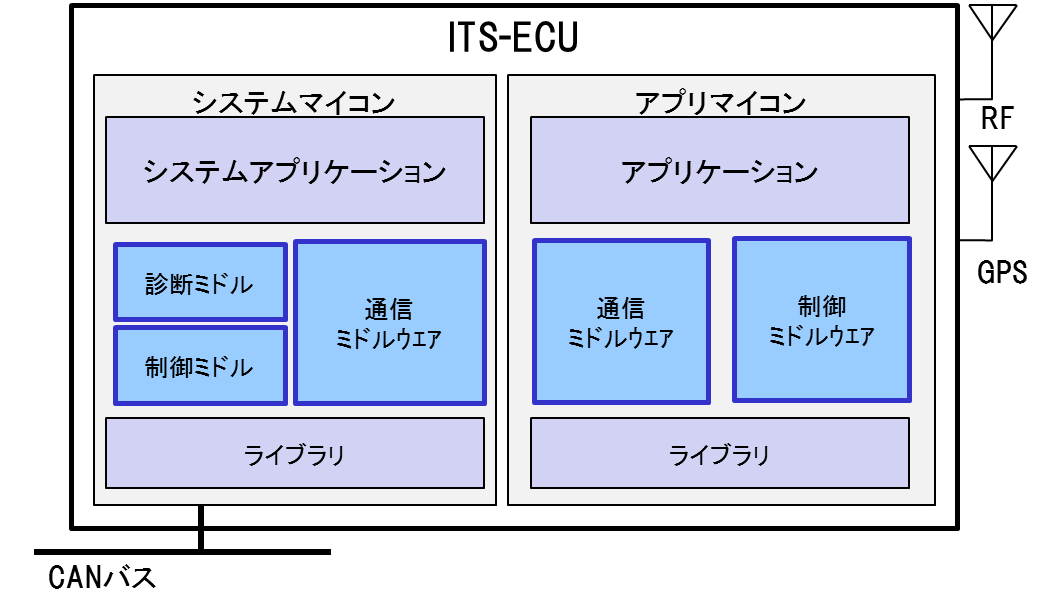 ITS-ECU
システムマイコン
システムアプリケーション
診断ﾐﾄﾞﾙ
制御ﾐﾄﾞﾙ
通信
ﾐﾄﾞﾙｳｴｱ
ライブラリ
アプリマイコン
アプリケーション
通信
ﾐﾄﾞﾙｳｴｱ
制御
ﾐﾄﾞﾙｳｴｱ
ライブラリ
RF
GPS
CANバス